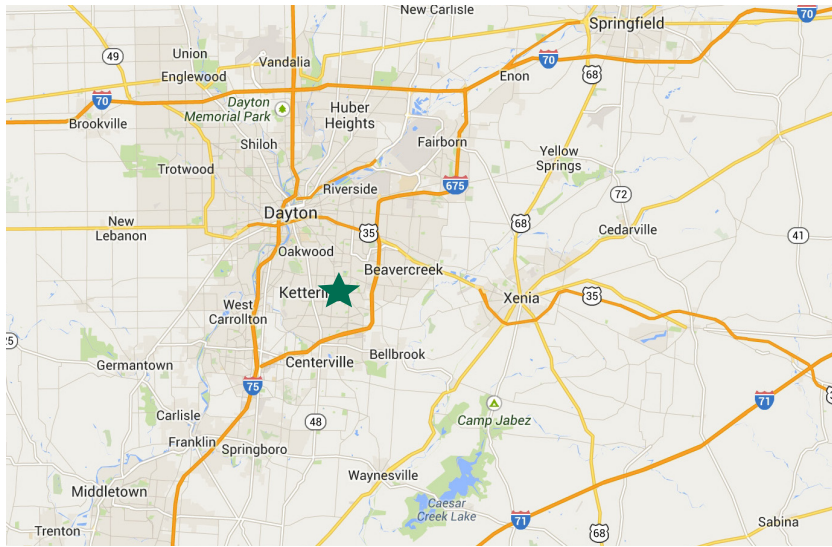 New Carlisle
Springfield
70
49
Union
Vandalia
Enon
70
68
Englewood
70
Dayton
Memorial Park
Huber
Heights
Brookville
Fairborn
Shiloh
Yellow
Springs
Trotwood
Riverside
675
72
Dayton
New
Lebanon
68
Cedarville
35
41
Oakwood
Beavercreek
Xenia
35
West
Carrollton
Centerville
Bellbrook
Germantown
75
71
Camp Jabez
Carlisle
48
Franklin
Springboro
Waynesville
Middletown
Caesar
Creek Lake
71
68
Sabina
Trenton